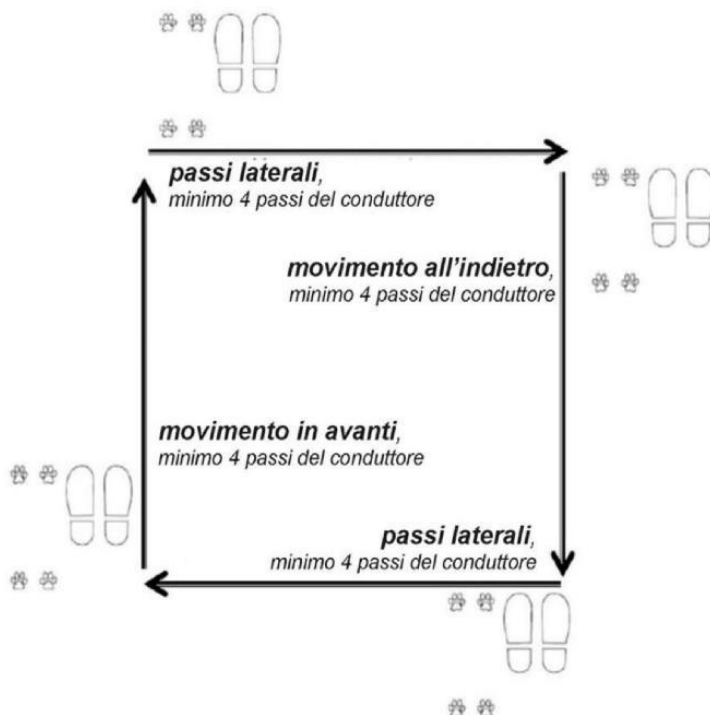 passi laterali,
minimo 4 passi del conduttore
movimento all'indietro,
minimo 4 passi del conduttore
movimento in avanti,
minimo 4 passi del conduttore
passi laterali,
minimo 4 passi del conduttore